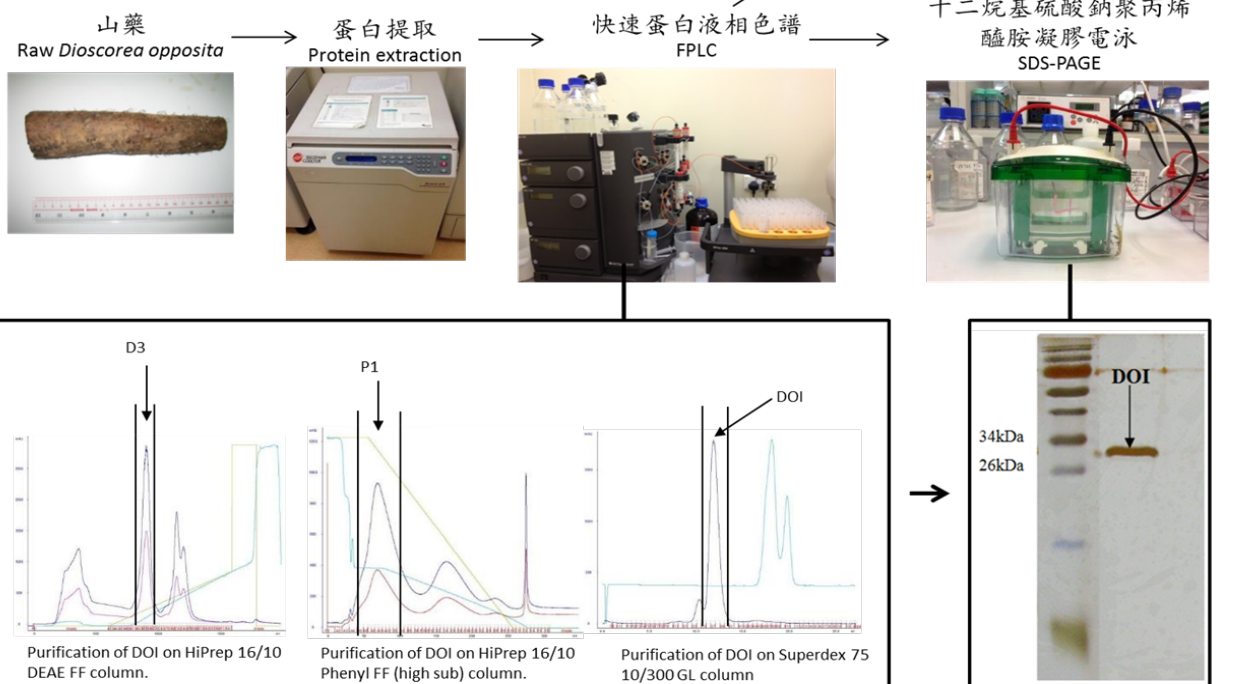 山藥
Raw Dioscorea opposita
蛋白提取
Protein extraction
快速蛋白液相色譜
FPLC
十二烷基硫酸鈉聚丙烯
醯胺凝膠電泳
SDS-PAGE
D3
P1
DOI
Purification of DOI on HiPrep 16/10
DEAE FF column.
Purification of DOI on HiPrep 16/10
Phenyl FF (high sub) column.
Purification of DOI on Superdex 75
10/300 GL column
DOI
34kDa
26kDa